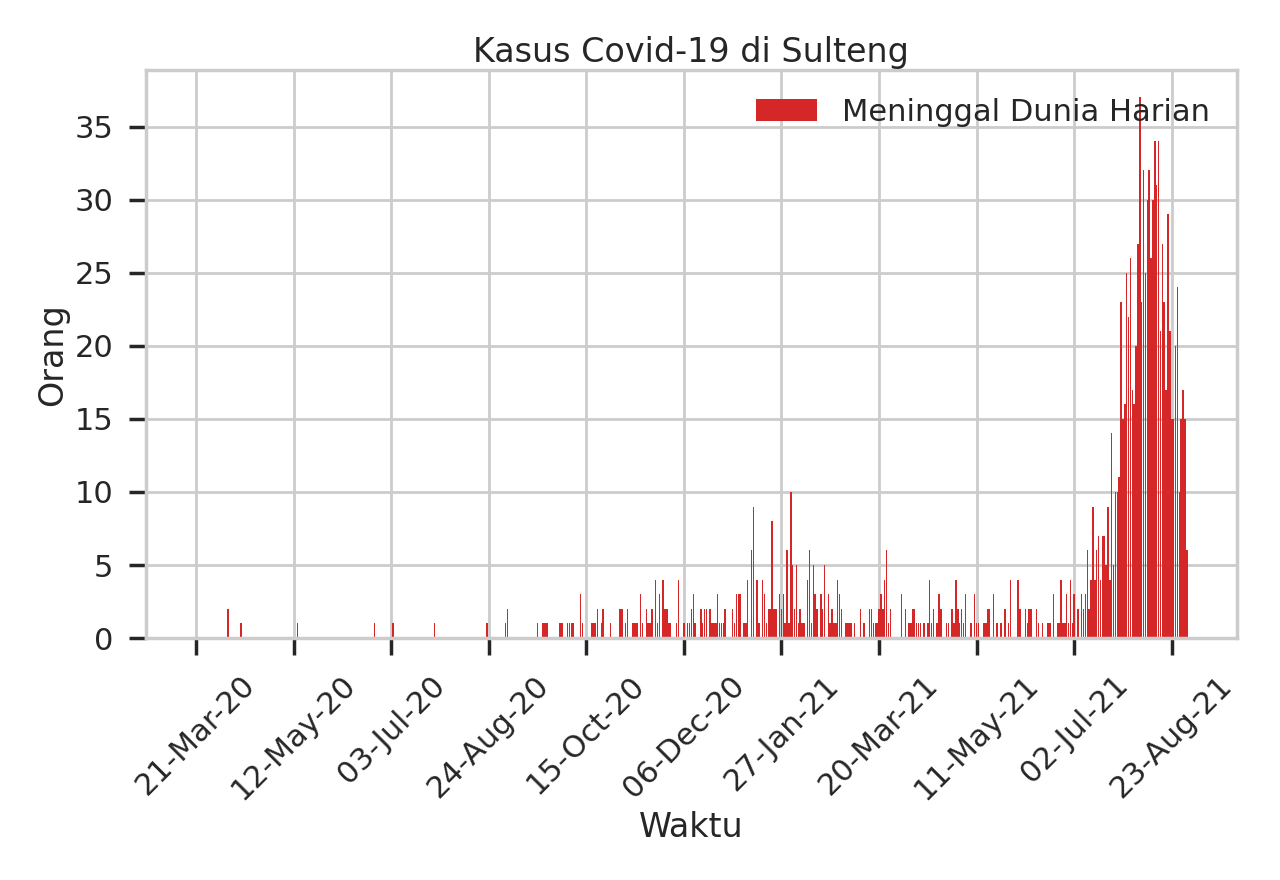 Kasus Covid-19 di Sulteng
Meninggal Dunia Harian
Orang
35
30
25
20
15
10
5
0
21-Mar-20
12-May-20
03-Jul-20
24-Aug-20
15-Oct-20
06-Dec-20
27-Jan-21
20-Mar-21
11-May-21
02-Jul-21
23-Aug-21
Waktu